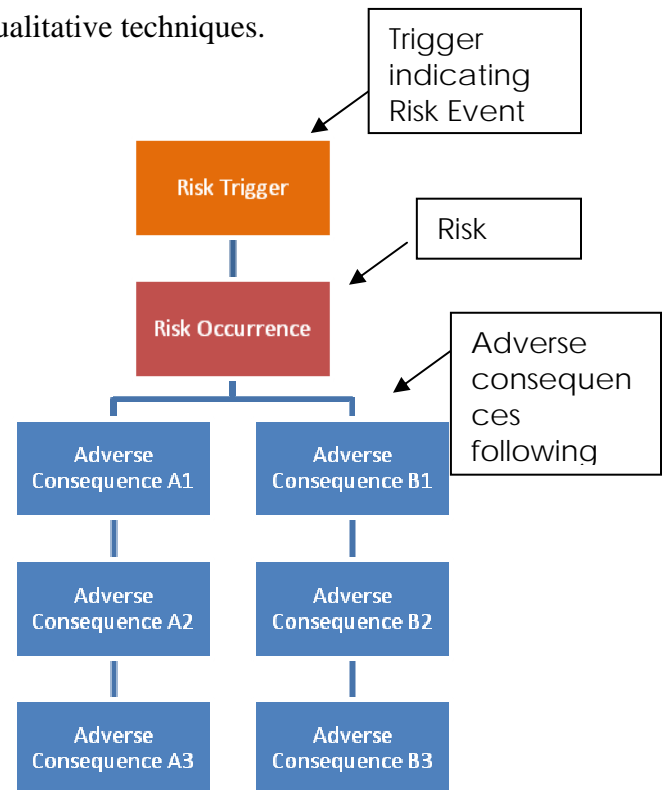 ualitative techniques.
Trigger
indicating
Risk Event
Risk Trigger
Risk
Risk Occurrence
Adverse
consequen
ces
following
Adverse
Consequence A1
Adverse
Consequence B1
Adverse
Consequence A2
Adverse
Consequence B2
Adverse
Consequence A3
Adverse
Consequence B3